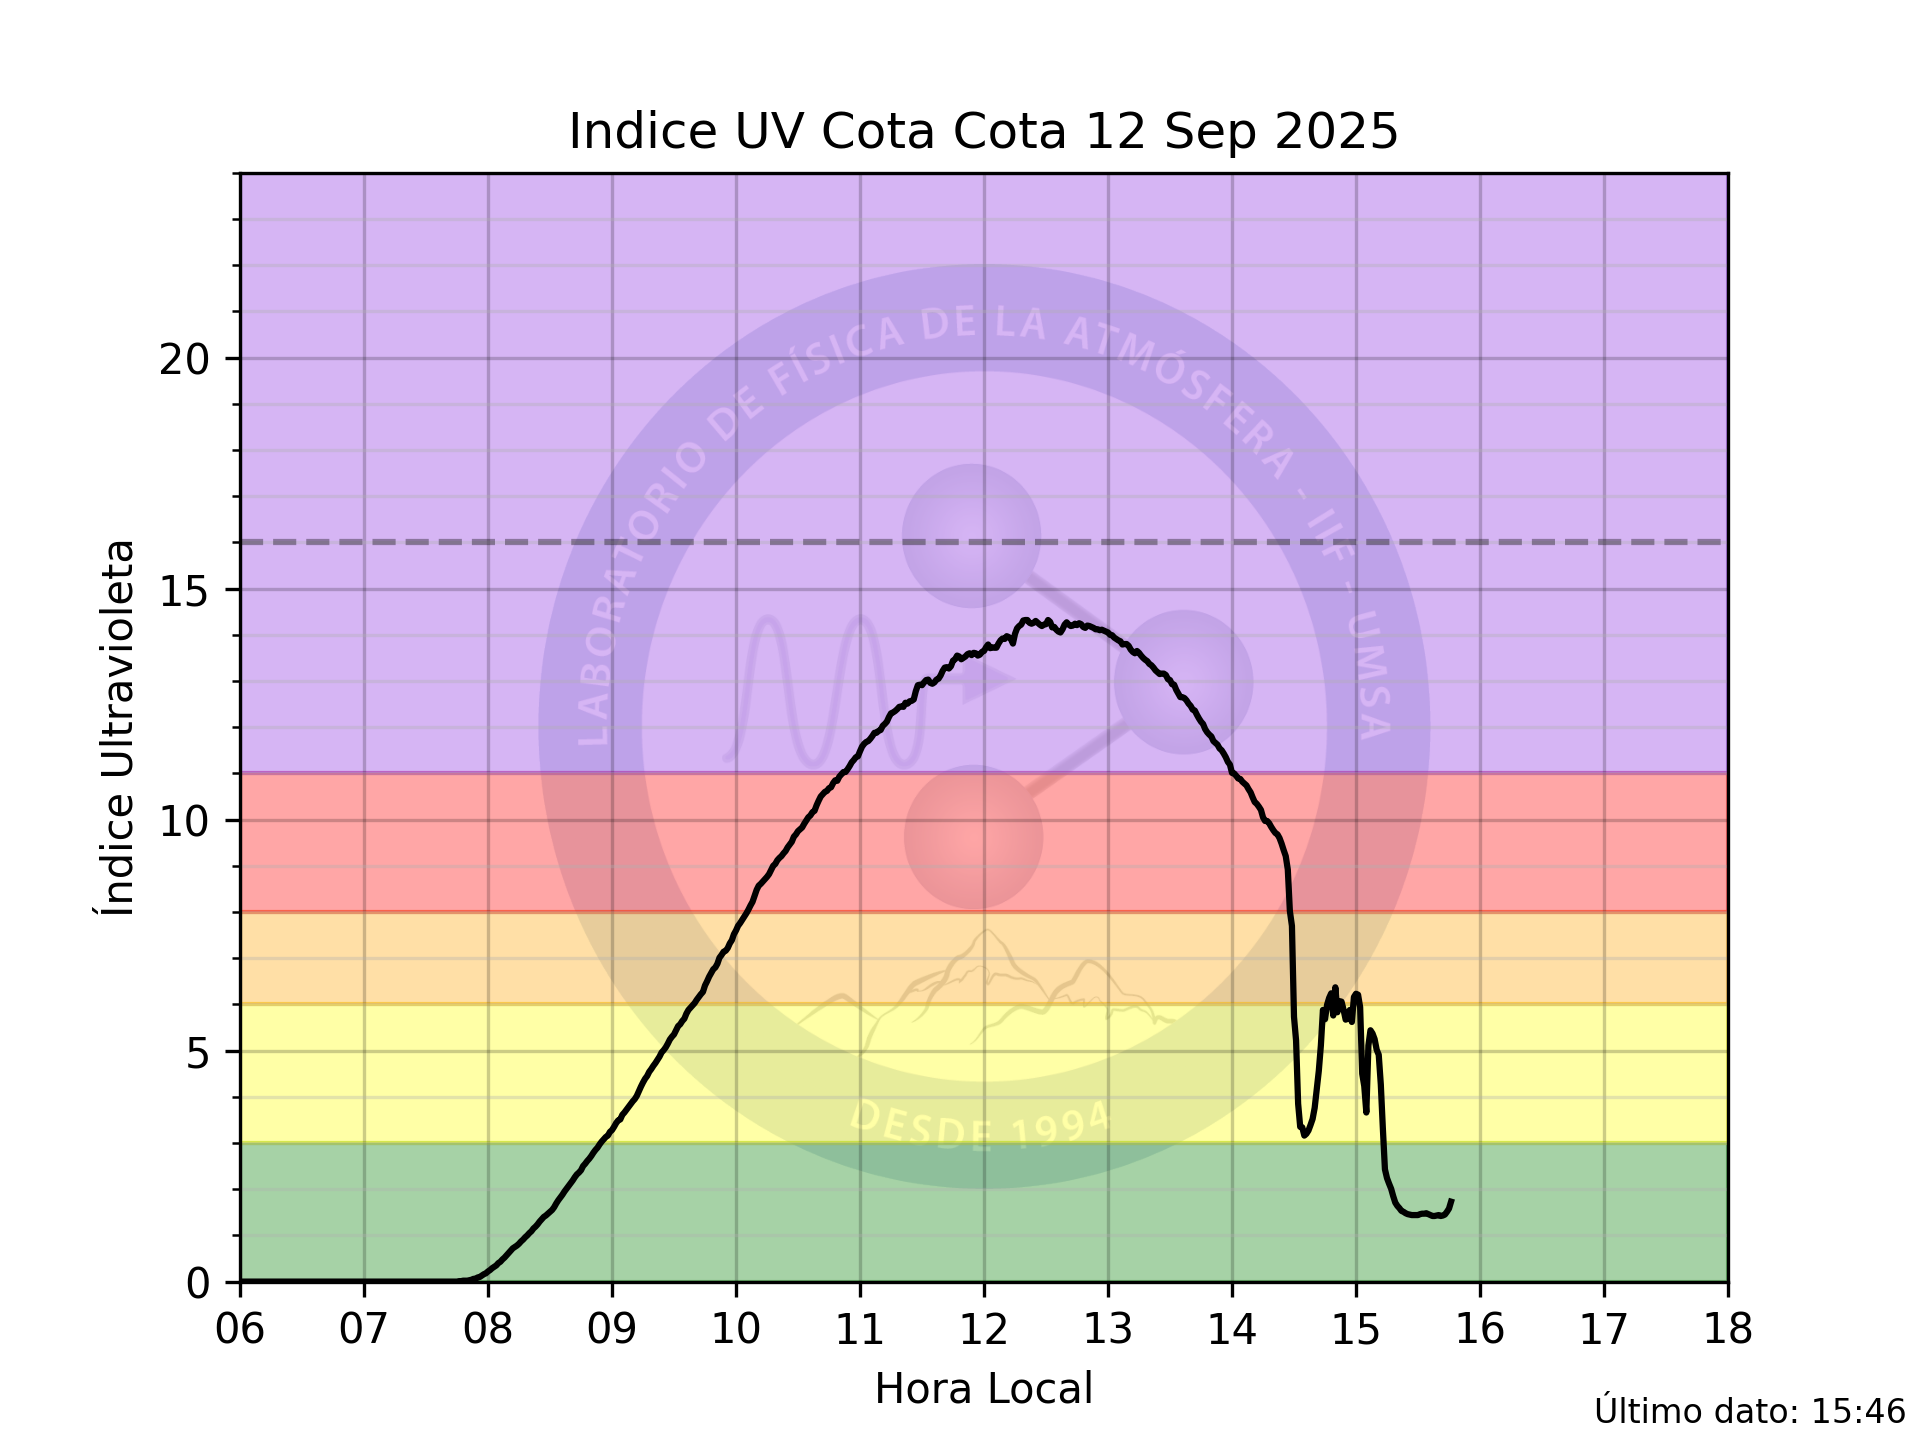 Indice UV Cota Cota 12 Sep 2025
LABORATORIO DE FÍSICA DE LA ATMÓSFERA - IIF - UMSA
DESDE 1994
Índice Ultravioleta
20
15
10
5
0
06 07 08 09 10 11 12 13 14 15 16 17 18
Hora Local
Último dato: 15:46